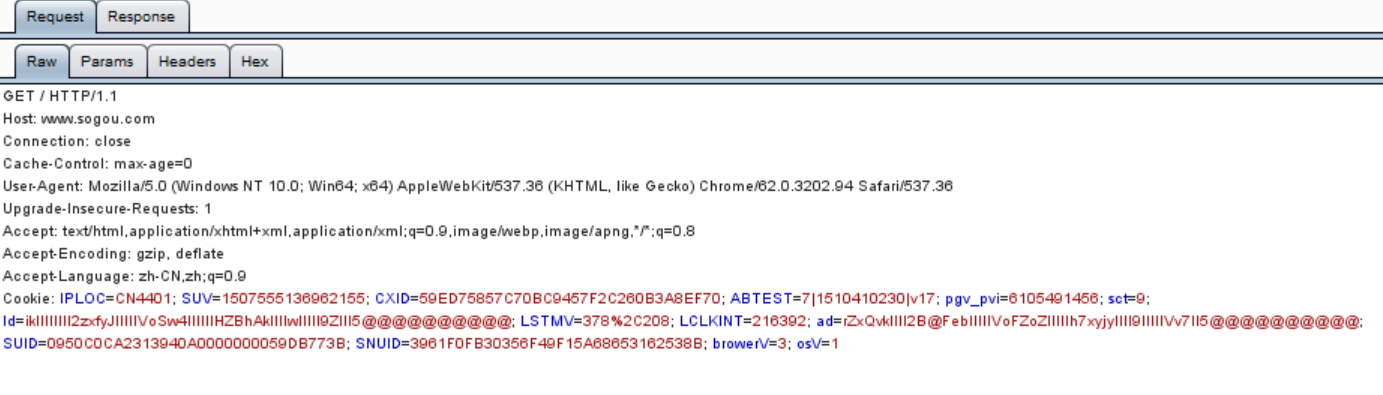 Request Response
Raw Params Headers Hex
GET / HTTP/1.1
Host: www.sogou.com
Connection: close
Cache-Control: max-age=0
User-Agent: Mozilla/5.0 (Windows NT 10.0; Win64; x64) AppleWebKit/537.36 (KHTML, like Gecko) Chrome/62.0.3202.94 Safari/537.36
Upgrade-Insecure-Requests: 1
Accept: text/html,application/xhtml+xml,application/xml;q=0.9,image/webp,image/apng,*/*;q=0.8
Accept-Encoding: gzip, deflate
Accept-Language: zh-CN,zh;q=0.9
Cookie: IPLOC=CN4401; SUV=1507555136962155; CXID=59ED75857C70BC9457F2C260B3A8EF70; ABTEST=7|1510410230|v17; pgv_pvi=6105491456; sct=9;
LSTMV=378%2C208; LCLKINT=216392;
SUID=0950C0CA2313940A0000000059DB773B; SNUID=3961F0FB30356F49F15A68653162538B; browerV=3; osV=1